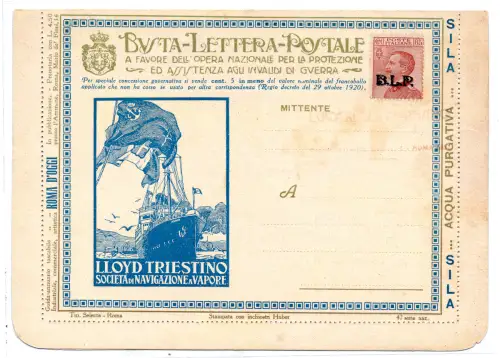 BUSTA-LETTERA-POSTALE
A FAVORE DELL'OPERA NAZIONALE PER LA PROTEZIONE
ED ASSISTENZA AGLI INVALIDI DI GUERRA
Per speciale concessione governativa si vende cent. 5 in meno del valore nominale del francobollo
applicato che non ha corso se usato per altra corrispondenza (Regio decreto del 29 ottobre 1920)
B.L.P.
MITTENTE
A
LLOYD TRIESTINO
SOCIETÀ DI NAVIGAZIONE A VAPORE
Tip. Selecta - Roma
Stampata con inchiostri Huber
ROMA D'OGGI
SILA ... ACQUA PURGATIVA ... SILA